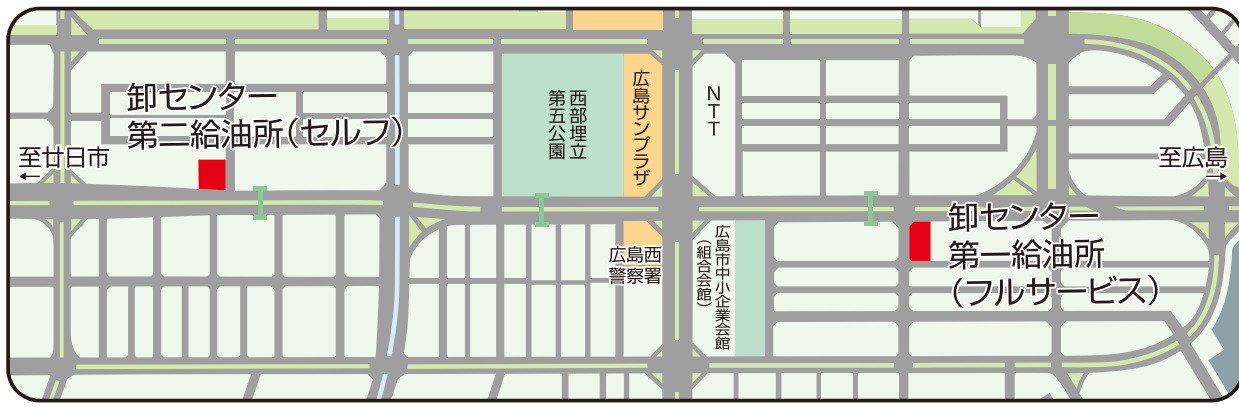 卸センター
第二給油所(セルフ)
至廿日市
←
西部埋立
第五公園
広島サンプラザ
NTT
至広島
→
広島西
警察署
広島市中小企業会館
(組合会館)
卸センター
第一給油所
(フルサービス)